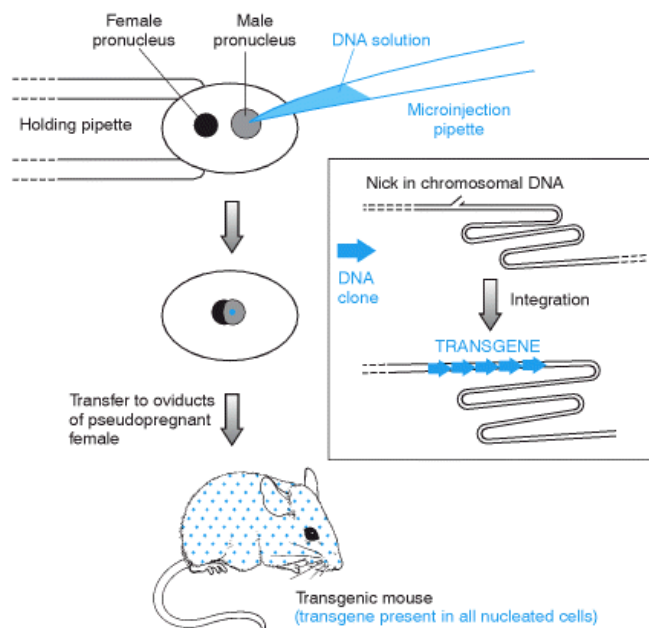 Female
pronucleus
Male
pronucleus
DNA solution
Holding pipette
Microinjection
pipette
Nick in chromosomal DNA
DNA
clone
Integration
TRANSGENE
Transfer to oviducts
of pseudopregnant
female
Transgenic mouse
(transgene present in all nucleated cells)